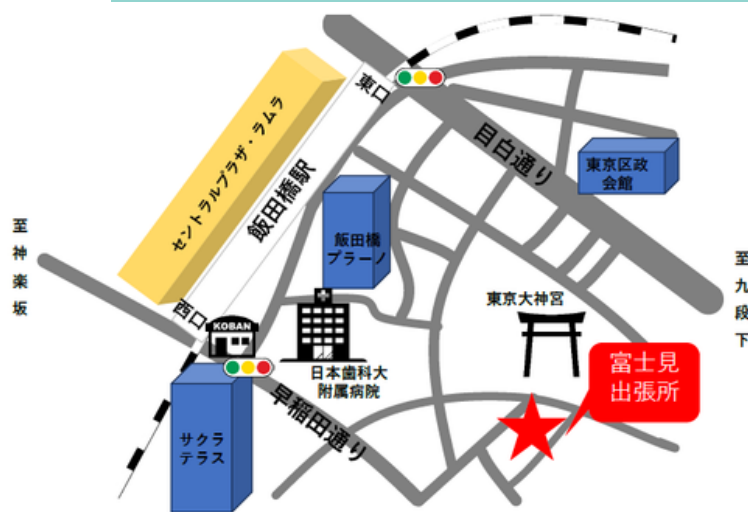 東口
目白通り
東京区政
会館
セントラルプラザ・ラムラ
飯田橋駅
飯田橋
プラーノ
至神楽坂
至九段下
東京大神宮
西口
KOBAN
日本歯科大
附属病院
富士見
出張所
早稲田通り
サクラ
テラス